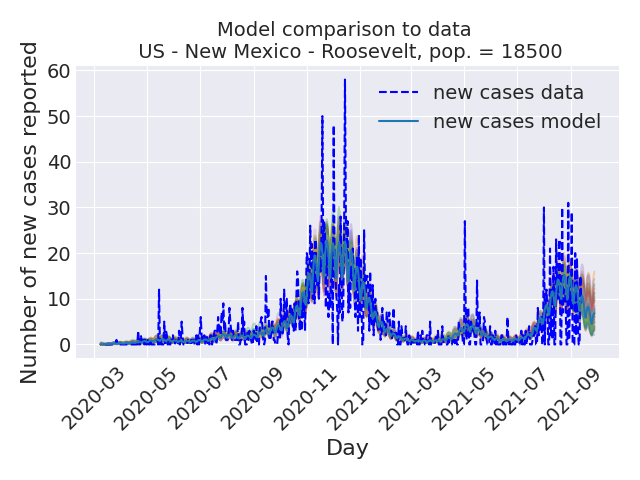 Model comparison to data
US - New Mexico - Roosevelt, pop. = 18500
Number of new cases reported
60
50
40
30
20
10
0
new cases data
new cases model
2020-03
2020-05
2020-07
2020-09
2020-11
2021-01
2021-03
2021-05
2021-07
2021-09
Day